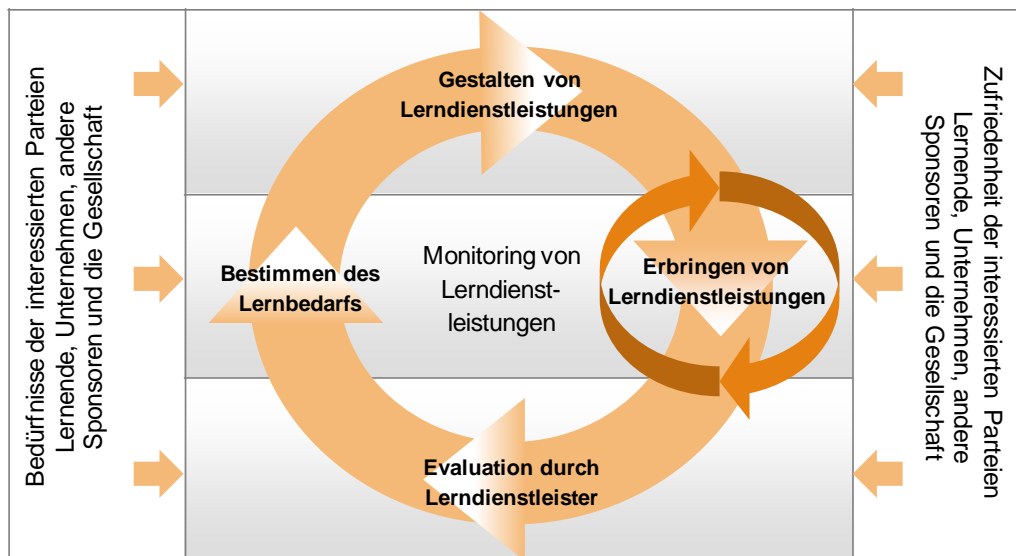 Bedürfnisse der interessierten Parteien
Lernende, Unternehmen, andere
Sponsoren und die Gesellschaft
Gestalten von
Lerndienstleistungen
Bestimmen des
Lernbedarfs
Monitoring von
Lerndienst-
leistungen
Erbringen von
Lerndienstleistungen
Evaluation durch
Lerndienstleister
Zufriedenheit der interessierten Parteien
Lernende, Unternehmen, andere
Sponsoren und die Gesellschaft